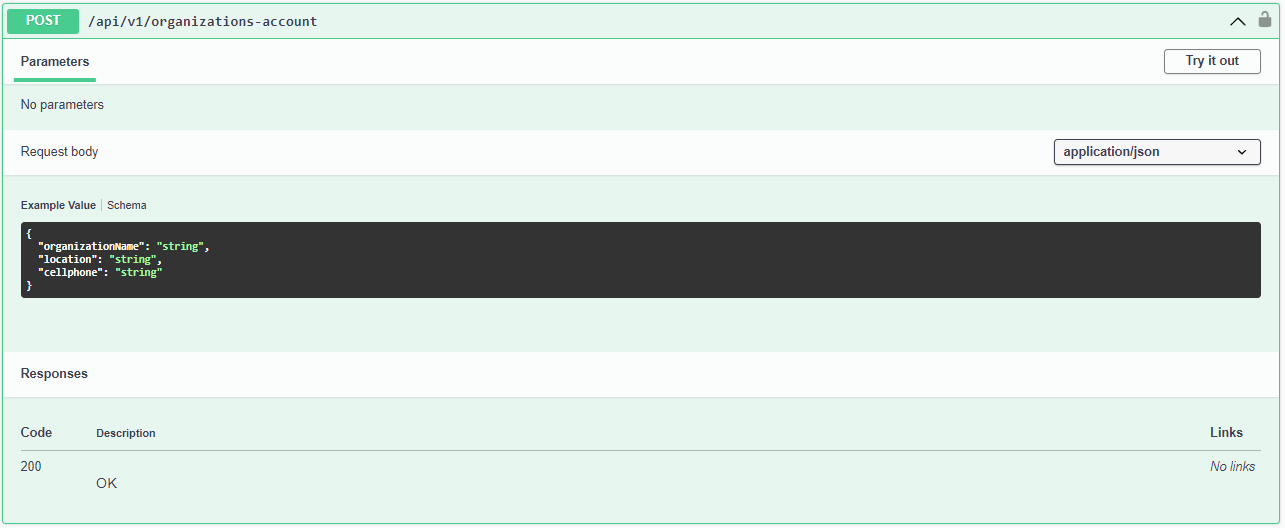 POST /api/v1/organizations-account
Parameters Try it out
No parameters
Request body application/json
Example Value Schema
{
"organizationName": "string",
"location": "string",
"cellphone": "string"
}
Responses
Code Description Links
200 No links
OK